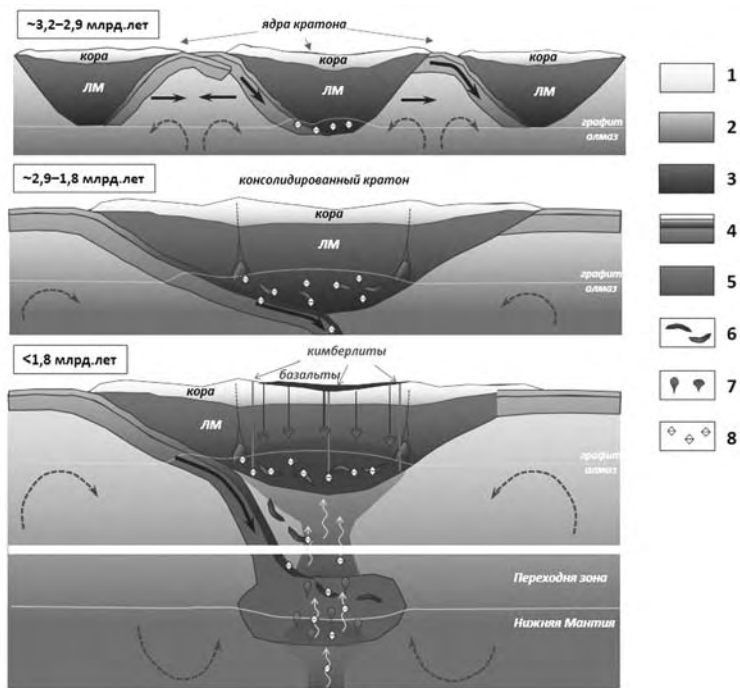 ~3,2–2,9 млрд.лет
ядра кратона
кора
кора
кора
ЛМ
ЛМ
ЛМ
графит
алмаз
~2,9–1,8 млрд.лет
консолидированный кратон
кора
ЛМ
графит
алмаз
<1,8 млрд.лет
кимберлиты
базальты
кора
ЛМ
графит
алмаз
Переходня зона
Нижняя Мантия
1
2
3
4
5
6
7
8